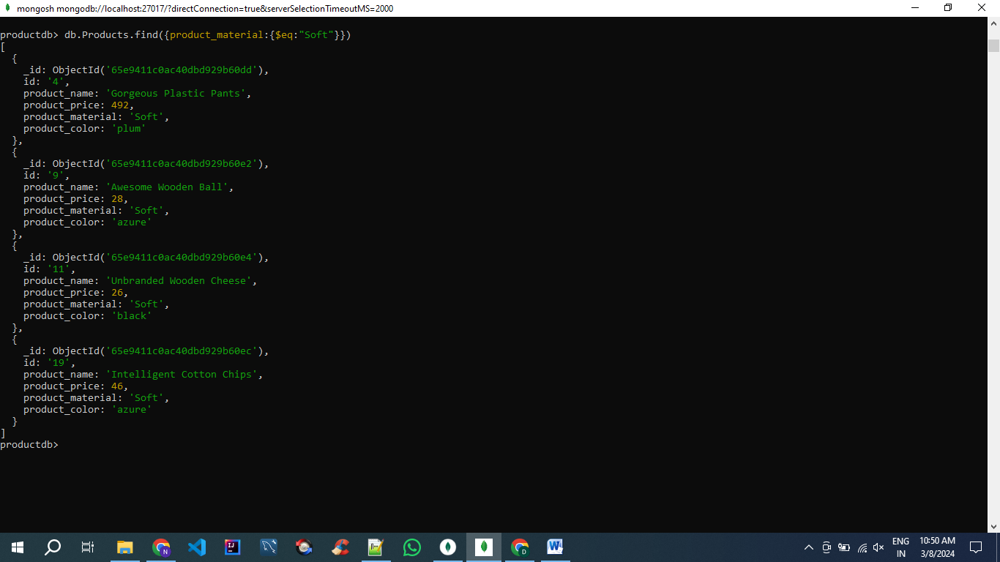 mongosh mongodb://localhost:27017/?directConnection=true&serverSelectionTimeoutMS=2000
productdb> db.Products.find({product_material:{$eq:"Soft"}})
[
  {
    _id: ObjectId('65e9411c0ac40dbd929b60dd'),
    id: '4',
    product_name: 'Gorgeous Plastic Pants',
    product_price: 492,
    product_material: 'Soft',
    product_color: 'plum'
  },
  {
    _id: ObjectId('65e9411c0ac40dbd929b60e2'),
    id: '9',
    product_name: 'Awesome Wooden Ball',
    product_price: 28,
    product_material: 'Soft',
    product_color: 'azure'
  },
  {
    _id: ObjectId('65e9411c0ac40dbd929b60e4'),
    id: '11',
    product_name: 'Unbranded Wooden Cheese',
    product_price: 26,
    product_material: 'Soft',
    product_color: 'black'
  },
  {
    _id: ObjectId('65e9411c0ac40dbd929b60ec'),
    id: '19',
    product_name: 'Intelligent Cotton Chips',
    product_price: 46,
    product_material: 'Soft',
    product_color: 'azure'
  }
]
productdb>
N
IJ
D
W
ENG
IN
10:50 AM
3/8/2024